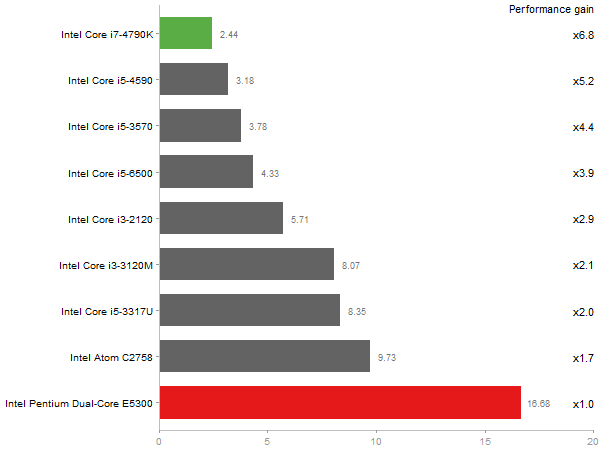 Performance gain
Intel Core i7-4790K 2.44 x6.8
Intel Core i5-4590 3.18 x5.2
Intel Core i5-3570 3.78 x4.4
Intel Core i5-6500 4.33 x3.9
Intel Core i3-2120 5.71 x2.9
Intel Core i3-3120M 8.07 x2.1
Intel Core i5-3317U 8.35 x2.0
Intel Atom C2758 9.73 x1.7
Intel Pentium Dual-Core E5300 16.68 x1.0
0 5 10 15 20